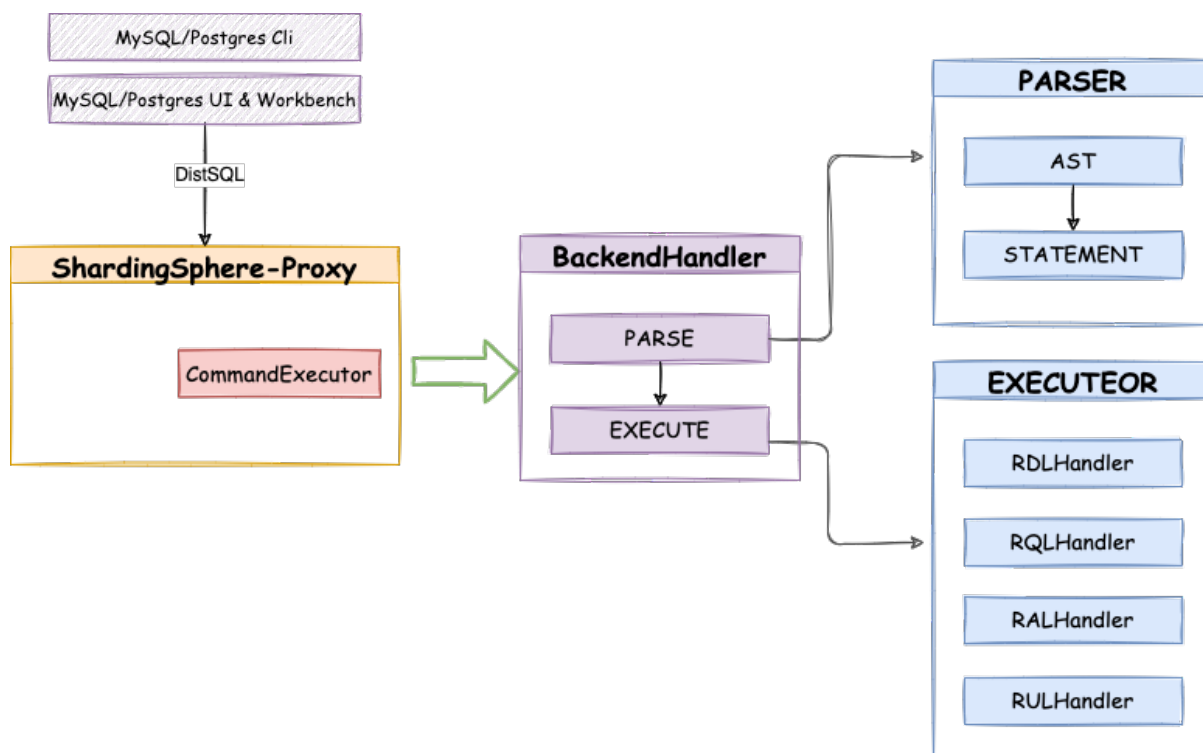 MySQL/Postgres Cli
MySQL/Postgres UI & Workbench
DistSQL
ShardingSphere-Proxy
CommandExecutor
BackendHandler
PARSE
EXECUTE
PARSER
AST
STATEMENT
EXECUTEOR
RDLHandler
RQLHandler
RALHandler
RULHandler